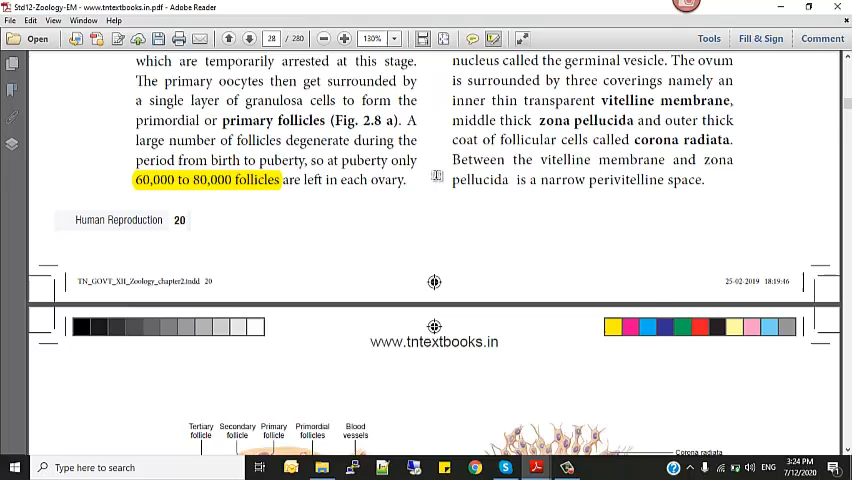 Std12-Zoology-EM - www.tntextbooks.in.pdf - Adobe Reader
File Edit View Window Help
Open 28 / 280 130% Tools Fill & Sign Comment
which are temporarily arrested at this stage.
The primary oocytes then get surrounded by
a single layer of granulosa cells to form the
primordial or primary follicles (Fig. 2.8 a). A
large number of follicles degenerate during the
period from birth to puberty, so at puberty only
60,000 to 80,000 follicles are left in each ovary.
nucleus called the germinal vesicle. The ovum
is surrounded by three coverings namely an
inner thin transparent vitelline membrane,
middle thick zona pellucida and outer thick
coat of follicular cells called corona radiata.
Between the vitelline membrane and zona
pellucida is a narrow perivitelline space.
Human Reproduction 20
TN_GOVT_XII_Zoology_chapter2.indd 20 25-02-2019 18:19:46
www.tntextbooks.in
Tertiary follicle
Secondary follicle
Primary follicle
Primordial follicles
Blood vessels
Corona radiata
Type here to search
ENG
3:24 PM
7/12/2020